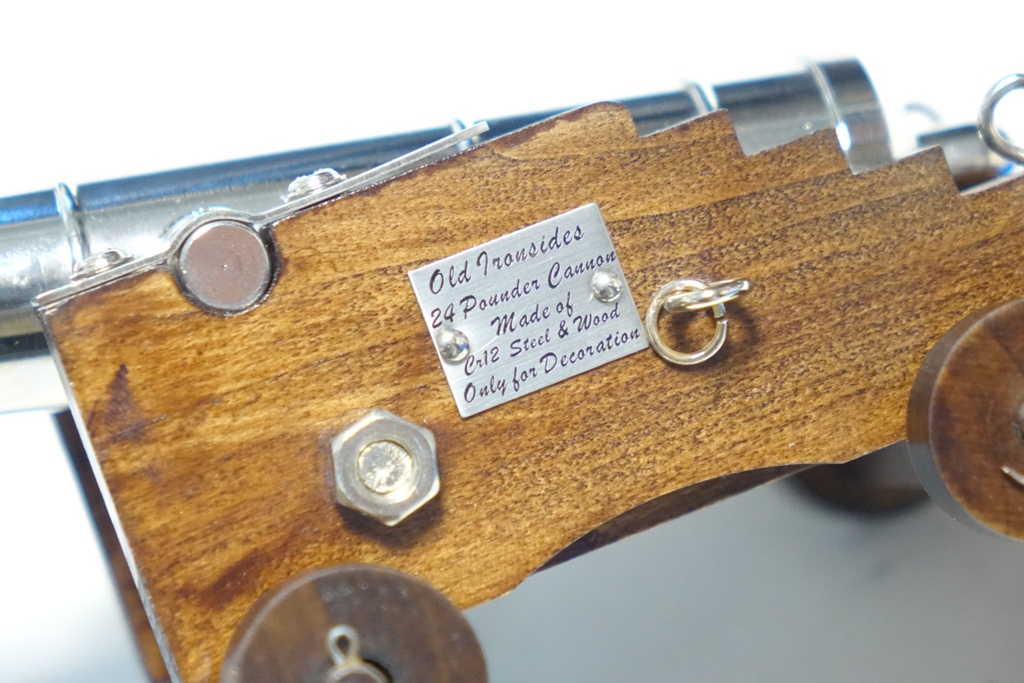 Old Ironsides
24 Pounder Cannon
Made of
Cr12 Steel & Wood
Only for Decoration